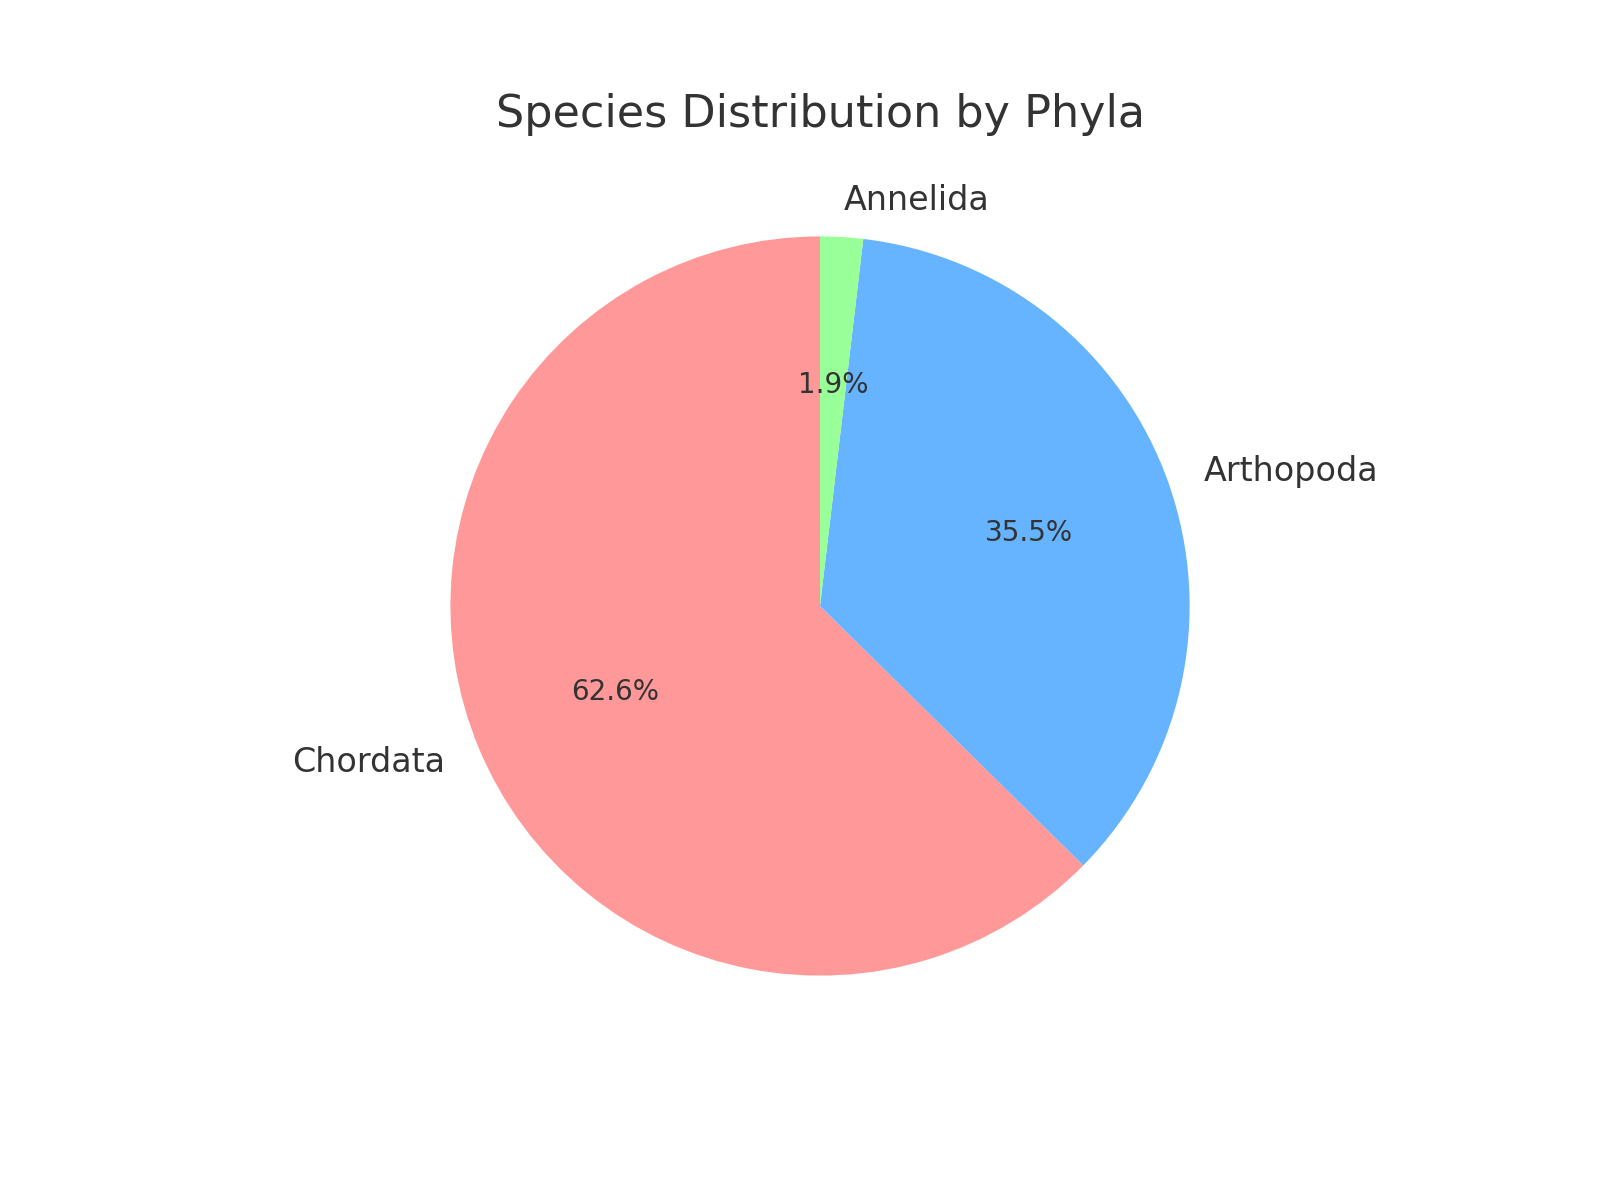 Species Distribution by Phyla
Annelida
1.9%
Arthopoda
35.5%
62.6%
Chordata